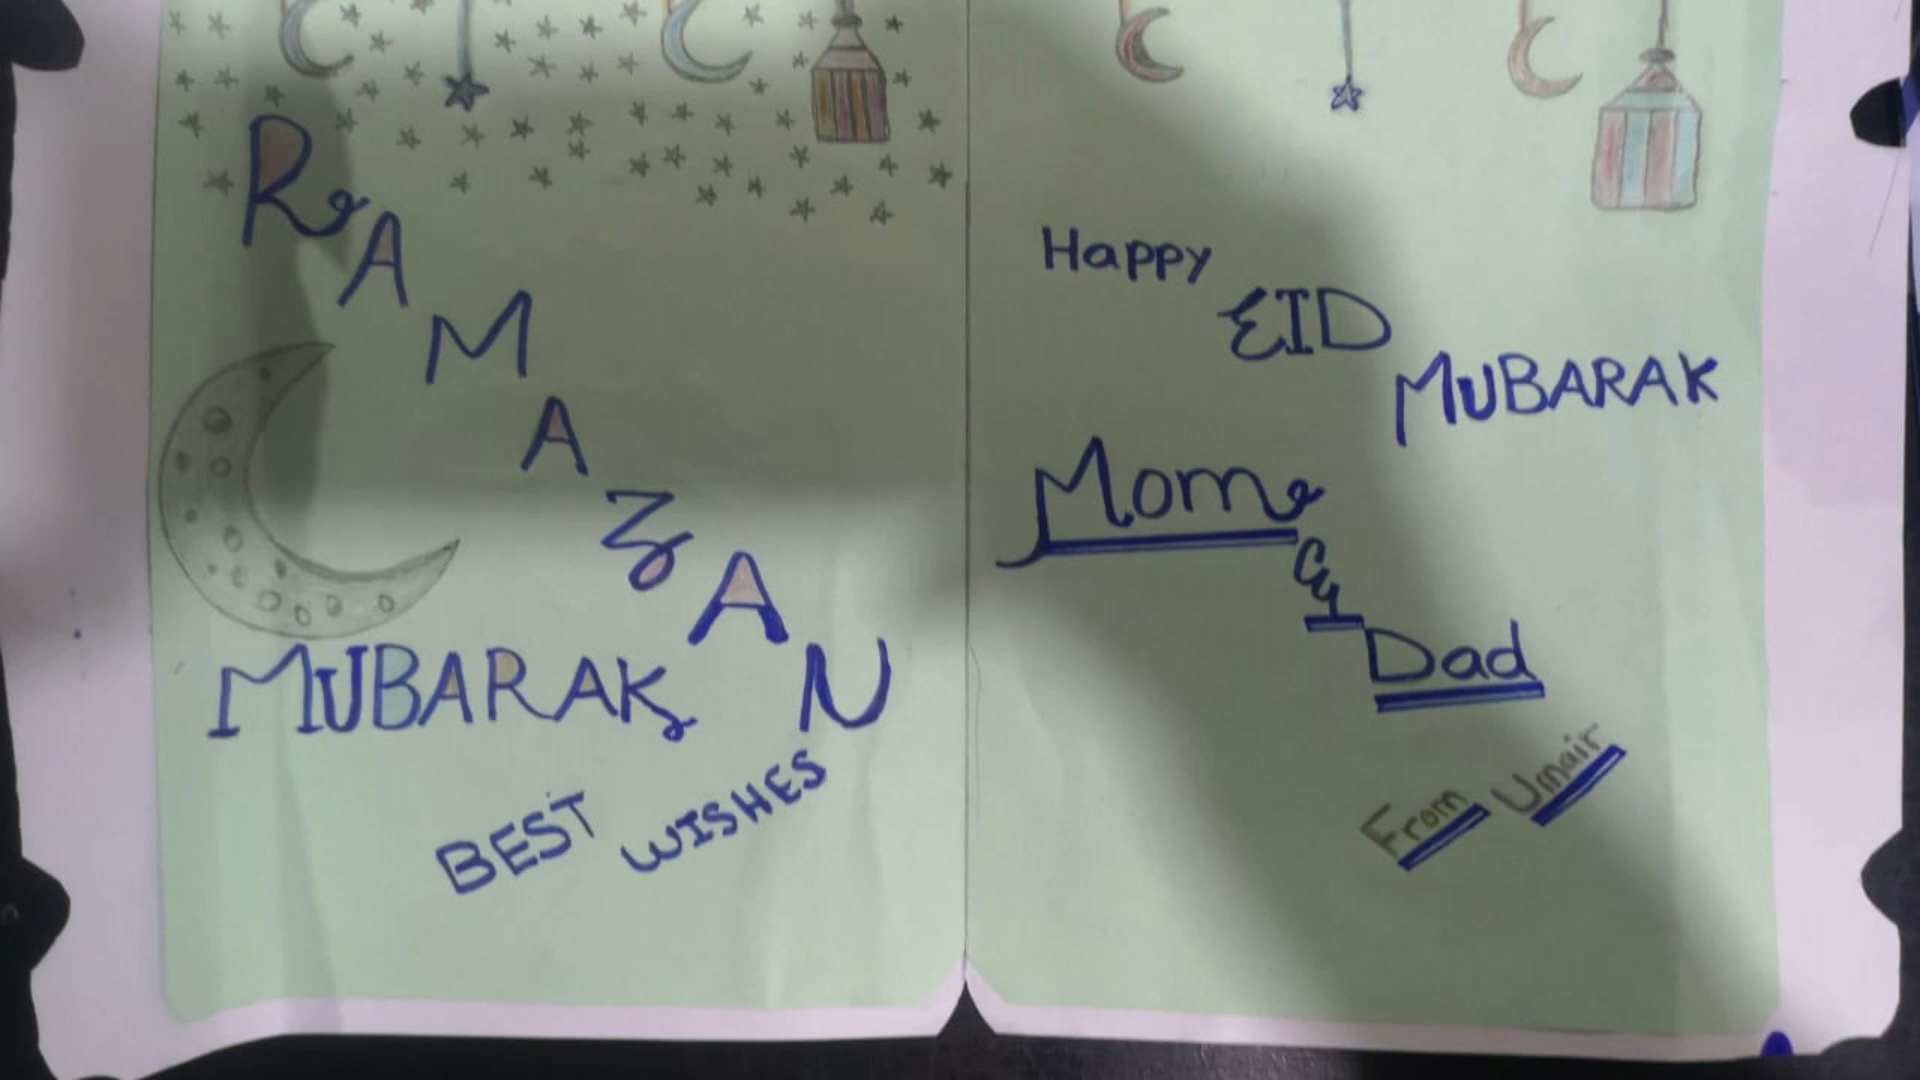 RAMAZAN
MUBARAK
BEST WISHES
Happy
EID
MUBARAK
Mom
&
Dad
From Umair